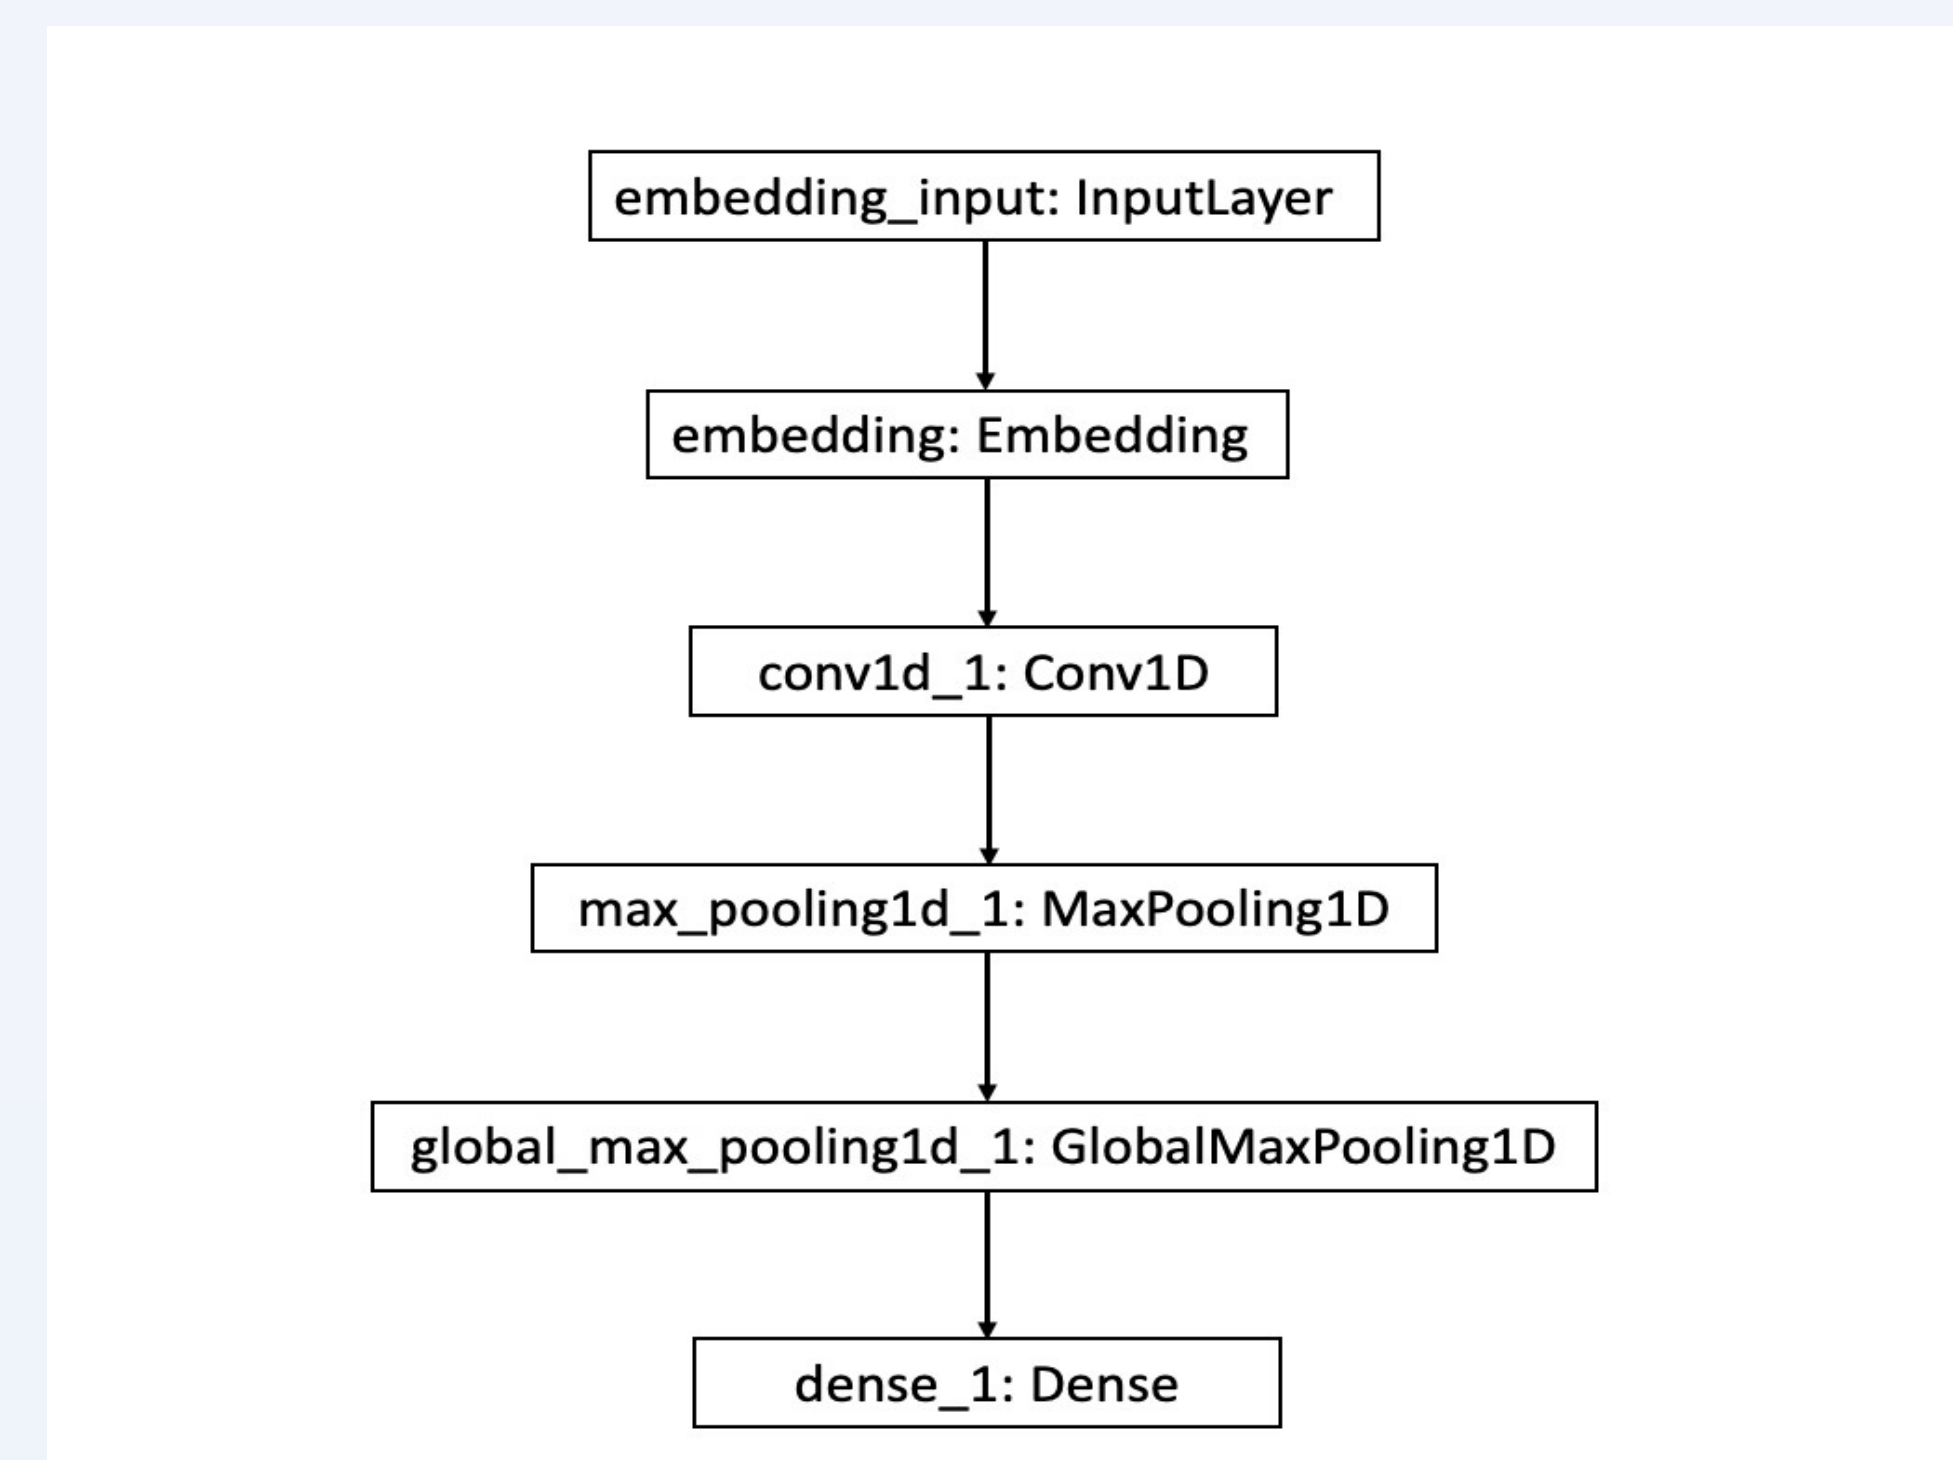 embedding_input: InputLayer
embedding: Embedding
conv1d_1: Conv1D
max_pooling1d_1: MaxPooling1D
global_max_pooling1d_1: GlobalMaxPooling1D
dense_1: Dense